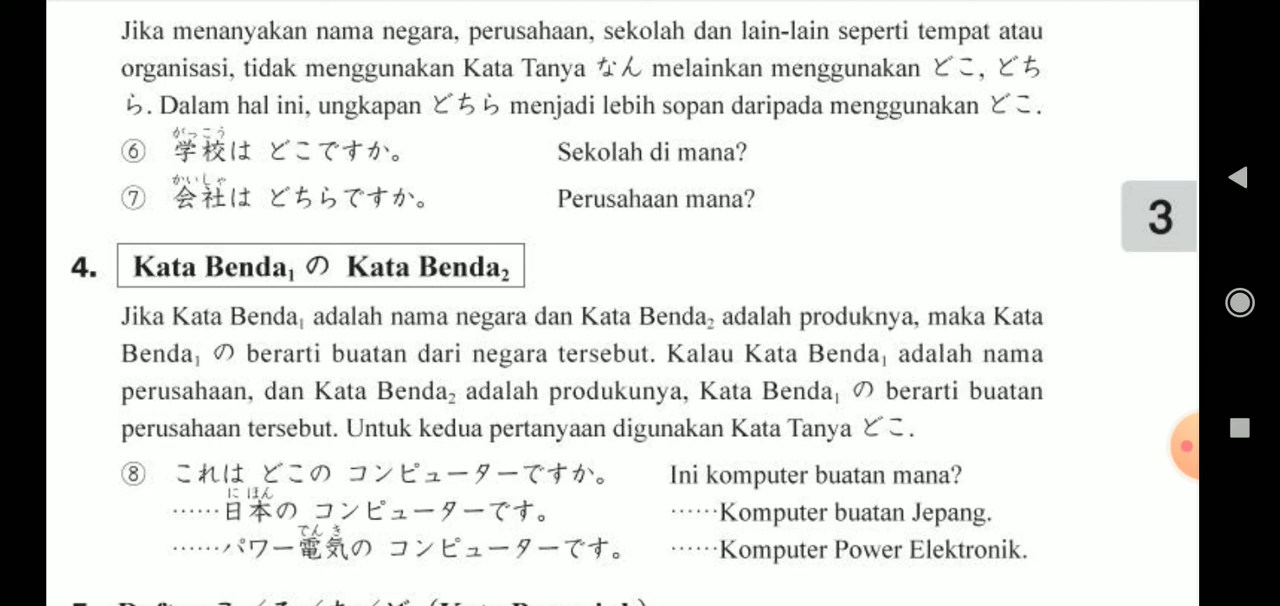 Jika menanyakan nama negara, perusahaan, sekolah dan lain-lain seperti tempat atau
organisasi, tidak menggunakan Kata Tanya なん melainkan menggunakan どこ, どち
ら. Dalam hal ini, ungkapan どちら menjadi lebih sopan daripada menggunakan どこ.
がっこう
⑥ 学校は どこですか。 Sekolah di mana?
かいしゃ
⑦ 会社は どちらですか。 Perusahaan mana?
3
4. Kata Benda₁ の Kata Benda₂
Jika Kata Benda₁ adalah nama negara dan Kata Benda₂ adalah produknya, maka Kata
Benda₁ の berarti buatan dari negara tersebut. Kalau Kata Benda₁ adalah nama
perusahaan, dan Kata Benda₂ adalah produkunya, Kata Benda₁ の berarti buatan
perusahaan tersebut. Untuk kedua pertanyaan digunakan Kata Tanya どこ.
⑧ これは どこの コンピューターですか。 Ini komputer buatan mana?
に ほん
……日本の コンピューターです。 ……Komputer buatan Jepang.
でん き
……パワー電気の コンピューターです。 ……Komputer Power Elektronik.